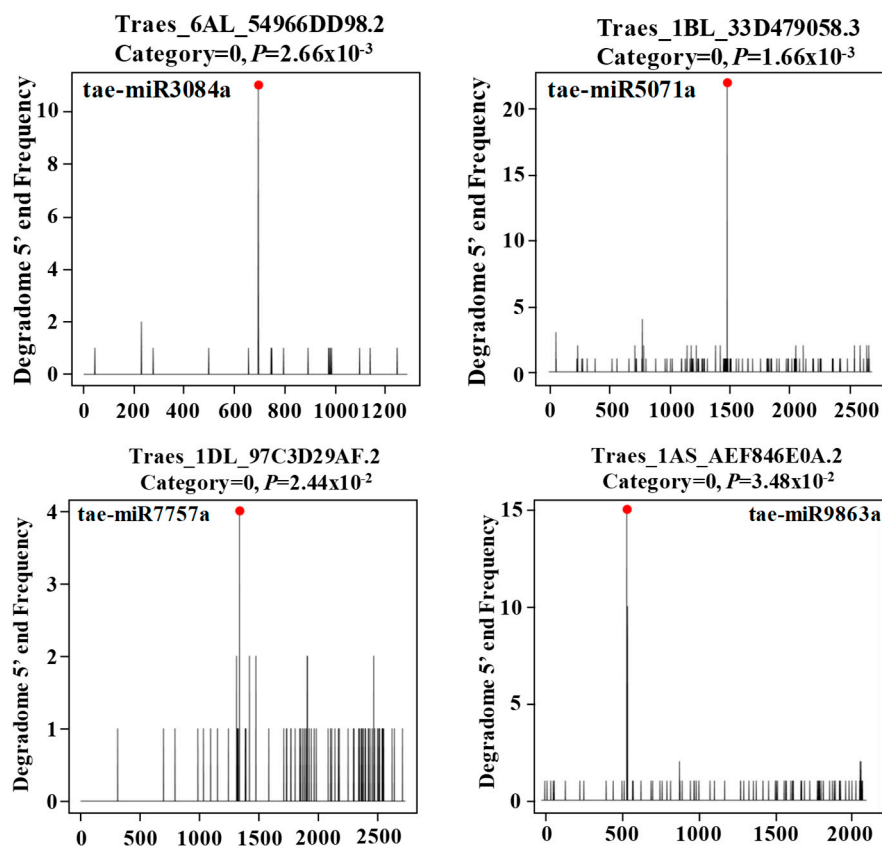 Traes_6AL_54966DD98.2
Category=0, P=2.66x10-3
tae-miR3084a
Degradome 5’ end Frequency
10
8
6
4
2
0
0 200 400 600 800 1000 1200
Traes_1BL_33D479058.3
Category=0, P=1.66x10-3
tae-miR5071a
Degradome 5’ end Frequency
20
15
10
5
0
0 500 1000 1500 2000 2500
Traes_1DL_97C3D29AF.2
Category=0, P=2.44x10-2
tae-miR7757a
Degradome 5’ end Frequency
4
3
2
1
0
0 500 1000 1500 2000 2500
Traes_1AS_AEF846E0A.2
Category=0, P=3.48x10-2
tae-miR9863a
Degradome 5’ end Frequency
15
10
5
0
0 500 1000 1500 2000